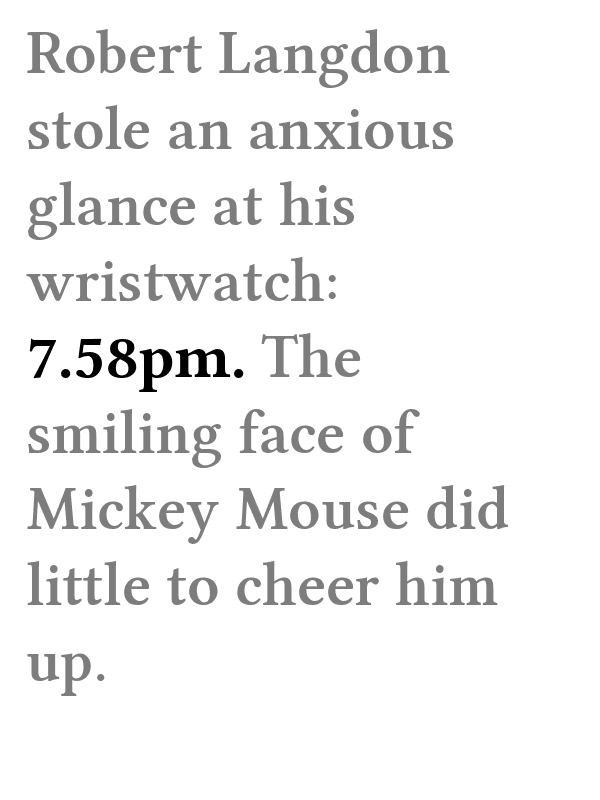 Robert Langdon
stole an anxious
glance at his
wristwatch:
7.58pm. The
smiling face of
Mickey Mouse did
little to cheer him
up.